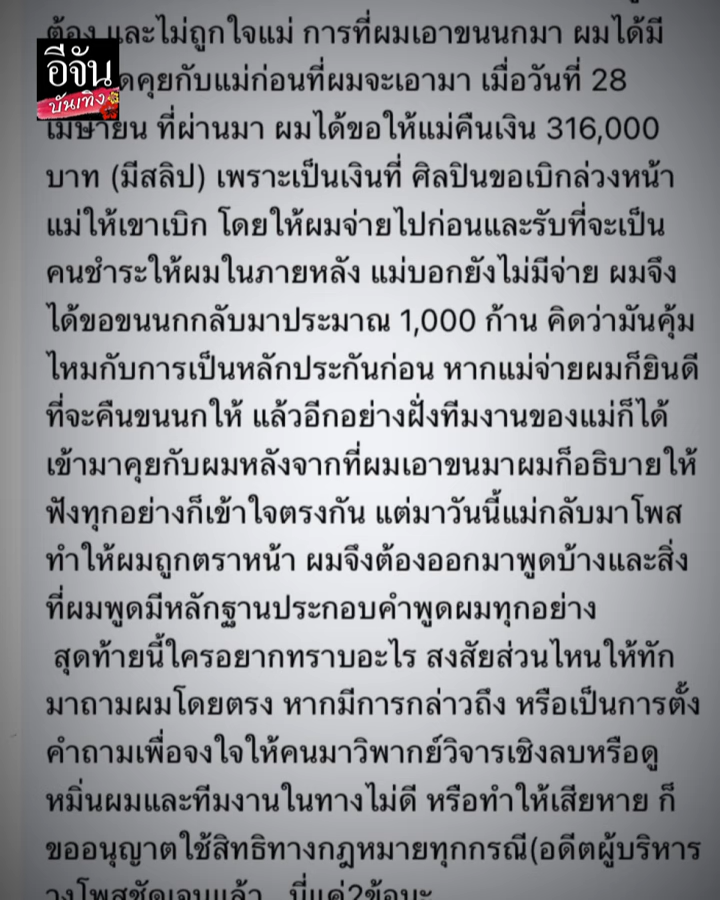 ต้อง และไม่ถูกใจแม่ การที่ผมเอาขนนกมา ผมได้มี
อีจัน
บันเทิง
คุยกับแม่ก่อนที่ผมจะเอามา เมื่อวันที่ 28
เมษายน ที่ผ่านมา ผมได้ขอให้แม่คืนเงิน 316,000
บาท (มีสลิป) เพราะเป็นเงินที่ ศิลปินขอเบิกล่วงหน้า
แม่ให้เขาเบิก โดยให้ผมจ่ายไปก่อนและรับที่จะเป็น
คนชำระให้ผมในภายหลัง แม่บอกยังไม่มีจ่าย ผมจึง
ได้ขอขนนกกลับมาประมาณ 1,000 ก้าน คิดว่ามันคุ้ม
ไหมกับการเป็นหลักประกันก่อน หากแม่จ่ายผมก็ยินดี
ที่จะคืนขนนกให้ แล้วอีกอย่างฝั่งทีมงานของแม่ก็ได้
เข้ามาคุยกับผมหลังจากที่ผมเอาขนมาผมก็อธิบายให้
ฟังทุกอย่างก็เข้าใจตรงกัน แต่มาวันนี้แม่กลับมาโพส
ทำให้ผมถูกตราหน้า ผมจึงต้องออกมาพูดบ้างและสิ่ง
ที่ผมพูดมีหลักฐานประกอบคำพูดผมทุกอย่าง
สุดท้ายนี้ใครอยากทราบอะไร สงสัยส่วนไหนให้ทัก
มาถามผมโดยตรง หากมีการกล่าวถึง หรือเป็นการตั้ง
คำถามเพื่อจงใจให้คนมาวิพากย์วิจารเชิงลบหรือดู
หมิ่นผมและทีมงานในทางไม่ดี หรือทำให้เสียหาย ก็
ขออนุญาตใช้สิทธิทางกฎหมายทุกกรณี(อดีตผู้บริหาร
วงโพสชัดเจนแล้ว นี่แค่2ข้อนะ